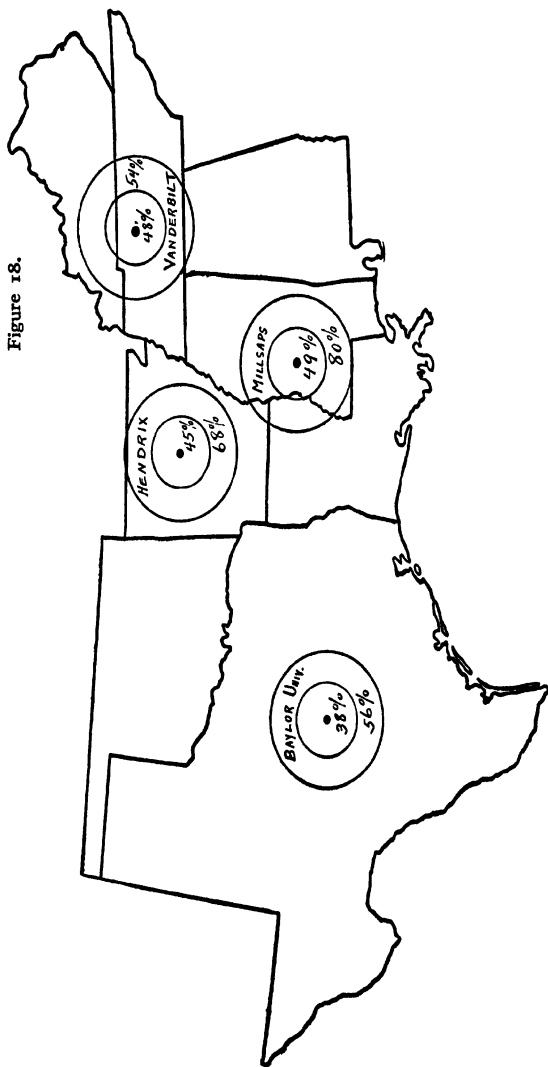 Figure 18.
54%
48%
VANDERBILT
MILLSAPS
49%
80%
HENDRIX
45%
68%
BAYLOR UNIV.
38%
56%